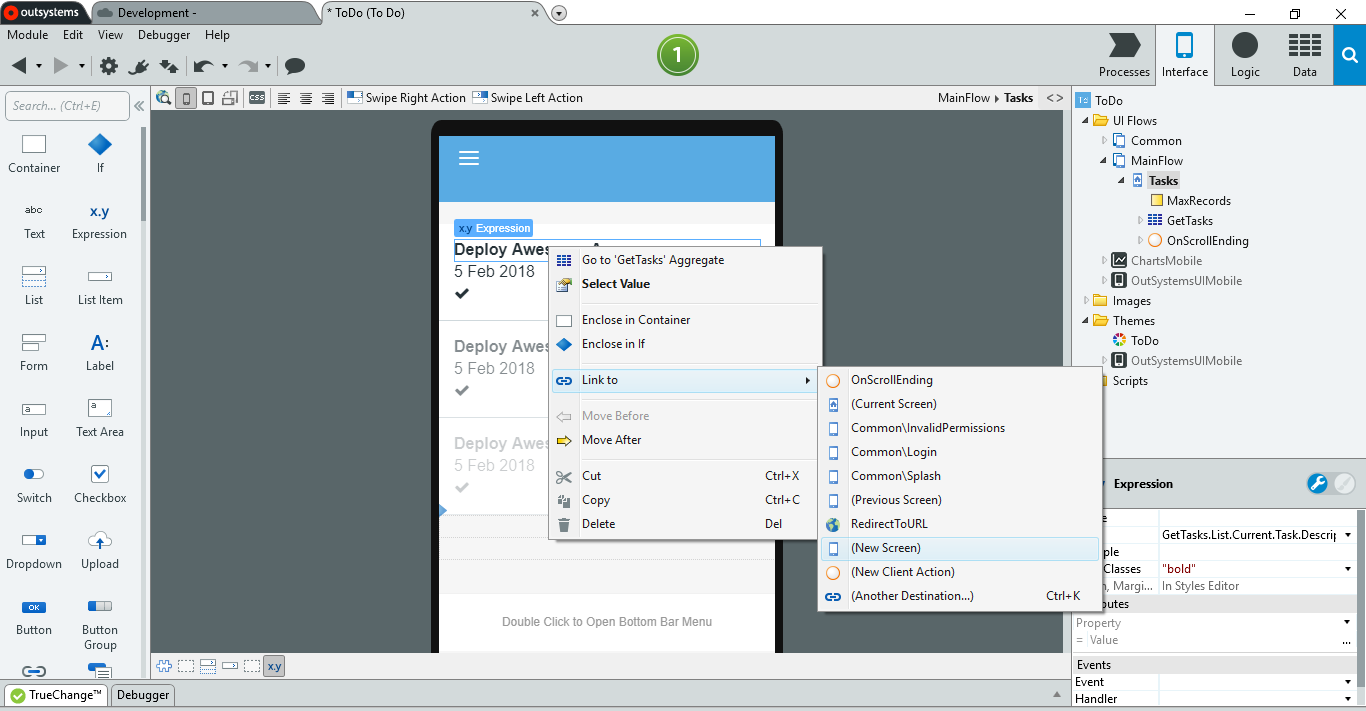 outsystems
Development -
* ToDo (To Do)
Module Edit View Debugger Help
1
Processes
Interface
Logic
Data
Search... (Ctrl+E)
css
Swipe Right Action
Swipe Left Action
MainFlow
Tasks
<>
Container
If
abc
Text
x.y
Expression
List
List Item
Form
A:
Label
a
Input
a
Text Area
Switch
Checkbox
Dropdown
Upload
OK
Button
Button
Group
x.y Expression
Deploy Awes
5 Feb 2018
Deploy Awes
5 Feb 2018
Deploy Awes
5 Feb 2018
Double Click to Open Bottom Bar Menu
Go to 'GetTasks' Aggregate
Select Value
Enclose in Container
Enclose in If
Link to
Move Before
Move After
Cut Ctrl+X
Copy Ctrl+C
Delete Del
OnScrollEnding
(Current Screen)
Common\InvalidPermissions
Common\Login
Common\Splash
(Previous Screen)
RedirectToURL
(New Screen)
(New Client Action)
(Another Destination...) Ctrl+K
To
ToDo
UI Flows
Common
MainFlow
Tasks
MaxRecords
GetTasks
OnScrollEnding
ChartsMobile
OutSystemsUIMobile
Images
Themes
ToDo
OutSystemsUIMobile
Scripts
Expression
GetTasks.List.Current.Task.Descrip
ple
Classes "bold"
, Margi... In Styles Editor
butes
Property
= Value ...
Events
Event
Handler
x.y
TrueChange™
Debugger